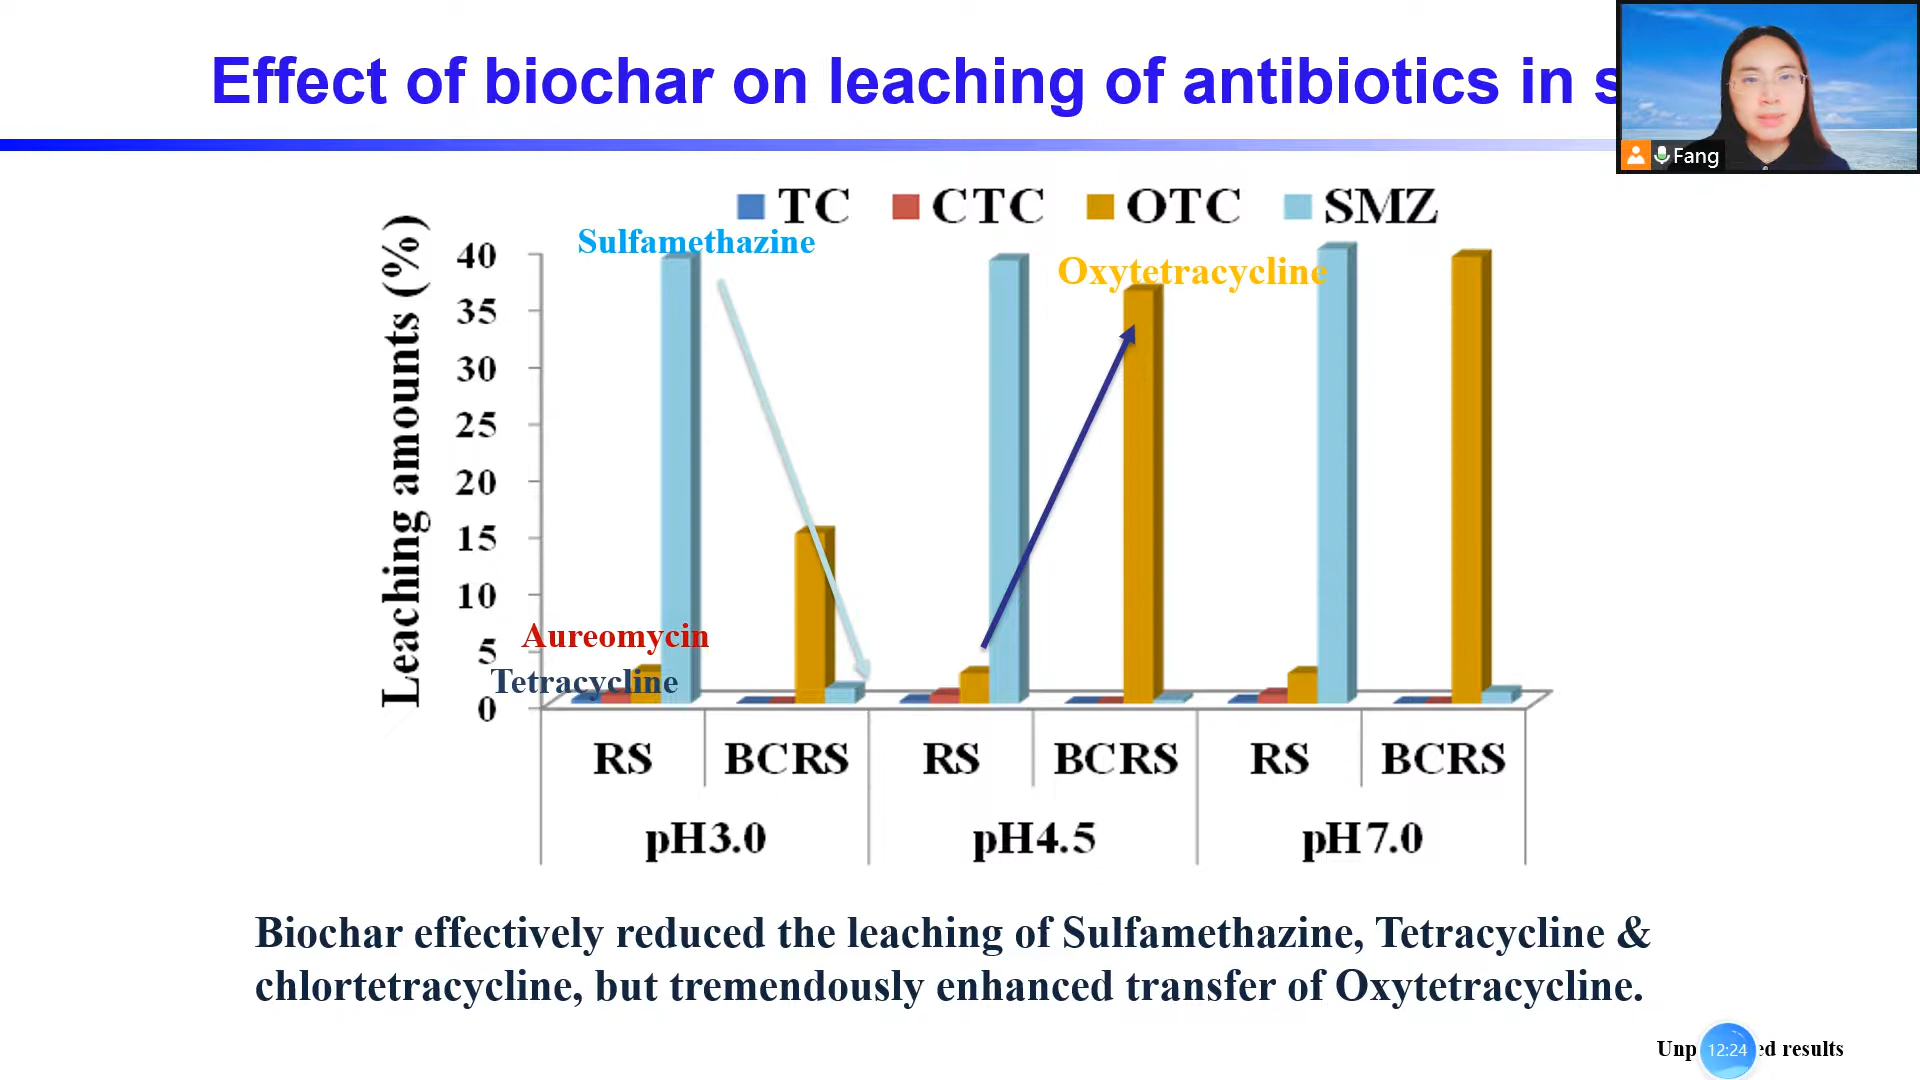 Effect of biochar on leaching of antibiotics in
Fang
TC CTC OTC SMZ
Sulfamethazine
Oxytetracycline
Leaching amounts (%)
40
35
30
25
20
15
10
5
0
Aureomycin
Tetracycline
RS BCRS RS BCRS RS BCRS
pH3.0 pH4.5 pH7.0
Biochar effectively reduced the leaching of Sulfamethazine, Tetracycline &
chlortetracycline, but tremendously enhanced transfer of Oxytetracycline.
results
12:24